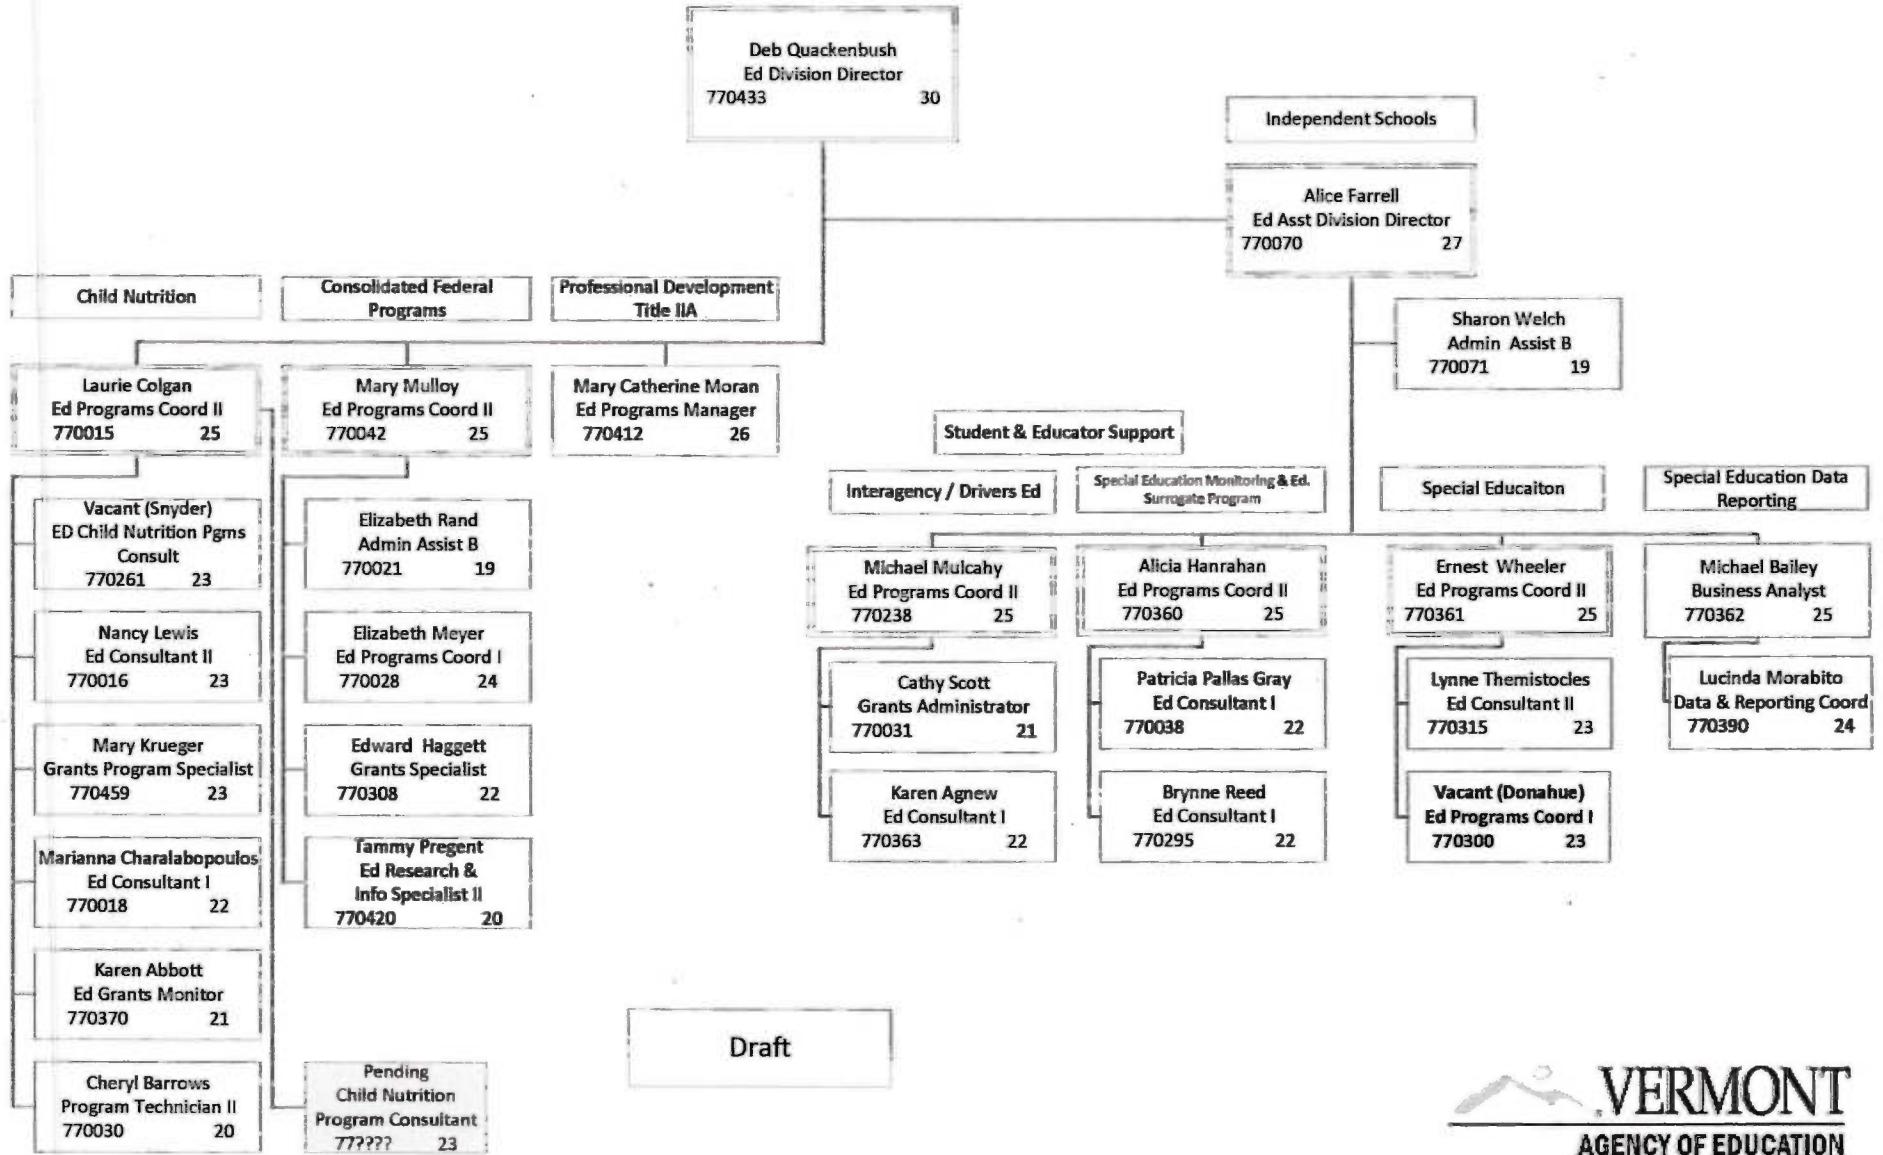 Deb Quackenbush
Ed Division Director
770433 30
Independent Schools
Alice Farrell
Ed Asst Division Director
770070 27
Sharon Welch
Admin Assist B
770071 19
Child Nutrition
Consolidated Federal
Programs
Professional Development
Title IIA
Laurie Colgan
Ed Programs Coord II
770015 25
Mary Mulloy
Ed Programs Coord II
770042 25
Mary Catherine Moran
Ed Programs Manager
770412 26
Vacant (Snyder)
ED Child Nutrition Pgms
Consult
770261 23
Nancy Lewis
Ed Consultant II
770016 23
Mary Krueger
Grants Program Specialist
770459 23
Marianna Charalabopoulos
Ed Consultant I
770018 22
Karen Abbott
Ed Grants Monitor
770370 21
Cheryl Barrows
Program Technician II
770030 20
Elizabeth Rand
Admin Assist B
770021 19
Elizabeth Meyer
Ed Programs Coord I
770028 24
Edward Haggett
Grants Specialist
770308 22
Tammy Pregent
Ed Research &
Info Specialist II
770420 20
Pending
Child Nutrition
Program Consultant
77???? 23
Student & Educator Support
Interagency / Drivers Ed
Special Education Monitoring & Ed.
Surrogate Program
Special Educaiton
Special Education Data
Reporting
Michael Mulcahy
Ed Programs Coord II
770238 25
Alicia Hanrahan
Ed Programs Coord II
770360 25
Ernest Wheeler
Ed Programs Coord II
770361 25
Michael Bailey
Business Analyst
770362 25
Cathy Scott
Grants Administrator
770031 21
Karen Agnew
Ed Consultant I
770363 22
Patricia Pallas Gray
Ed Consultant I
770038 22
Brynne Reed
Ed Consultant I
770295 22
Lynne Themistocles
Ed Consultant II
770315 23
Vacant (Donahue)
Ed Programs Coord I
770300 23
Lucinda Morabito
Data & Reporting Coord
770390 24
Draft
VERMONT
AGENCY OF EDUCATION